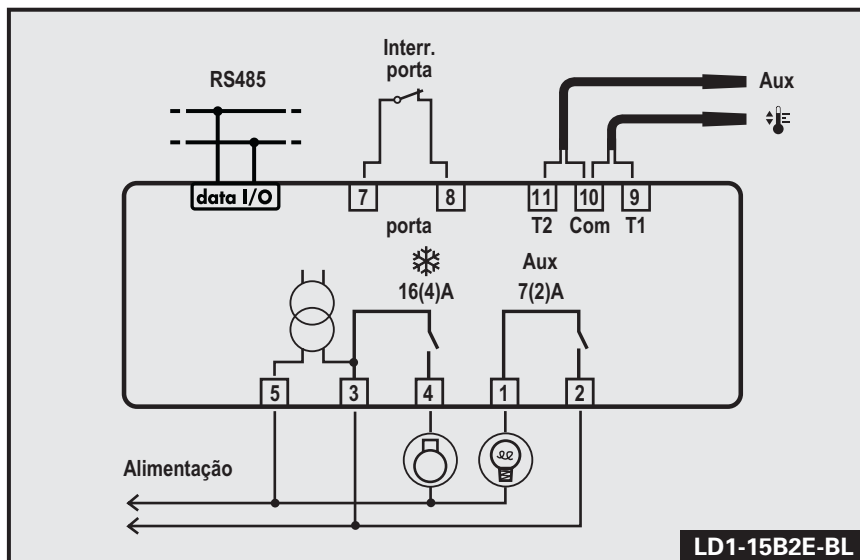 Interr.
porta
RS485
Aux
data I/O
7
8
11
10
9
porta
T2
Com
T1
16(4)A
Aux
7(2)A
5
3
4
1
2
Alimentação
LD1-15B2E-BL